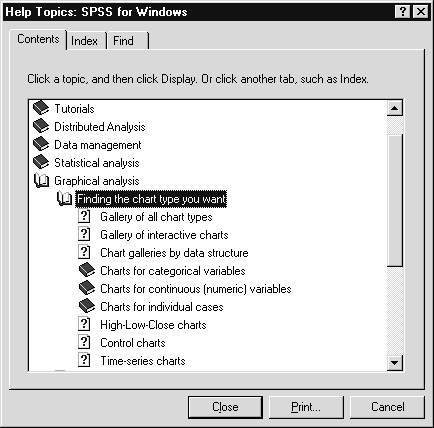 Help Topics: SPSS for Windows
Contents Index Find
Click a topic, and then click Display. Or click another tab, such as Index.
Tutorials
Distributed Analysis
Data management
Statistical analysis
Graphical analysis
Finding the chart type you want
? Gallery of all chart types
? Gallery of interactive charts
? Chart galleries by data structure
Charts for categorical variables
Charts for continuous (numeric) variables
Charts for individual cases
? High-Low-Close charts
? Control charts
? Time-series charts
Close Print... Cancel